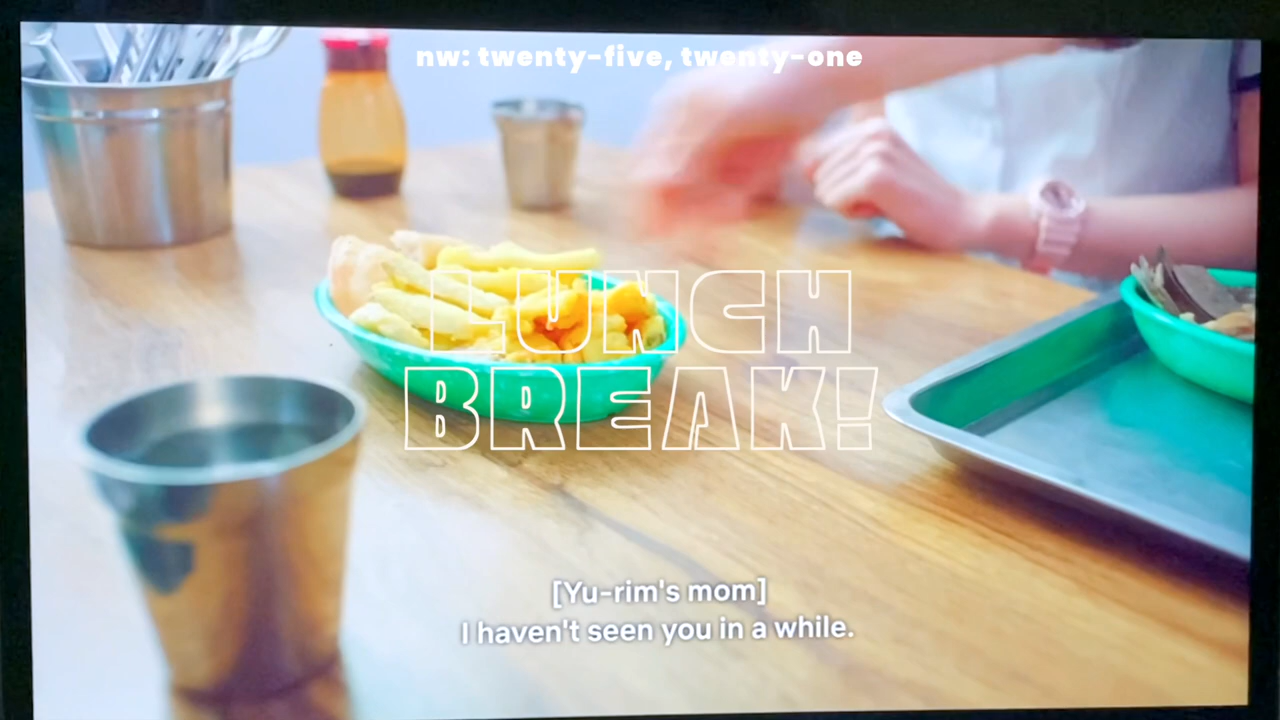 nw: twenty-five, twenty-one
LUNCH
BREAK!
[Yu-rim's mom]
I haven't seen you in a while.